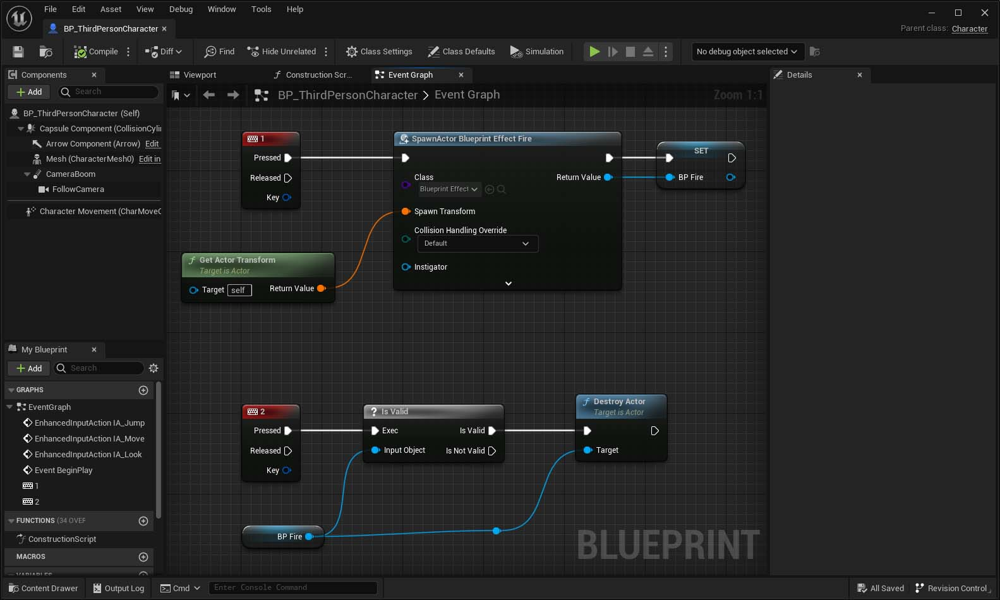 File Edit Asset View Debug Window Tools Help
BP_ThirdPersonCharacter
Parent class: Character
Compile Diff Find Hide Unrelated Class Settings Class Defaults Simulation No debug object selected
Components
Add Search
BP_ThirdPersonCharacter (Self)
Capsule Component (CollisionCyli
Arrow Component (Arrow) Edit
Mesh (CharacterMesh0) Edit in
CameraBoom
FollowCamera
Character Movement (CharMoveC
My Blueprint
Add Search
GRAPHS
EventGraph
EnhancedInputAction IA_Jump
EnhancedInputAction IA_Move
EnhancedInputAction IA_Look
Event BeginPlay
1
2
FUNCTIONS (34 OVER
ConstructionScript
MACROS
VARIABLES
Viewport Construction Scr... Event Graph
BP_ThirdPersonCharacter > Event Graph
Zoom 1:1
1
Pressed
Released
Key
Get Actor Transform
Target is Actor
Target self Return Value
SpawnActor Blueprint Effect Fire
Class Return Value
Blueprint Effect
Spawn Transform
Collision Handling Override
Default
Instigator
SET
BP Fire
2
Pressed
Released
Key
Is Valid
Exec Is Valid
Input Object Is Not Valid
Destroy Actor
Target is Actor
Target
BP Fire
BLUEPRINT
Details
Content Drawer Output Log Cmd Enter Console Command All Saved Revision Control